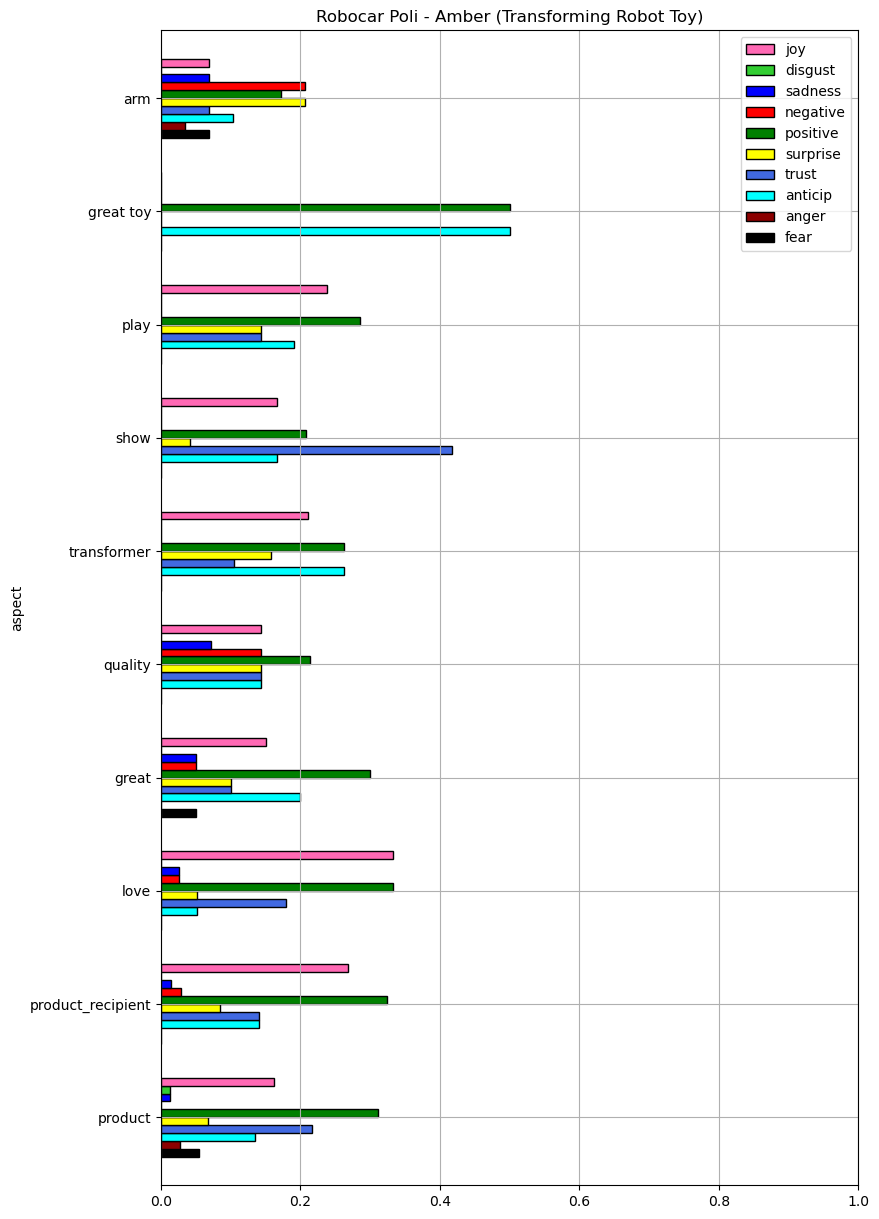 Robocar Poli - Amber (Transforming Robot Toy)
joy
disgust
sadness
negative
positive
surprise
trust
anticip
anger
fear
arm
great toy
play
show
transformer
quality
great
love
product_recipient
product
aspect
0.0 0.2 0.4 0.6 0.8 1.0